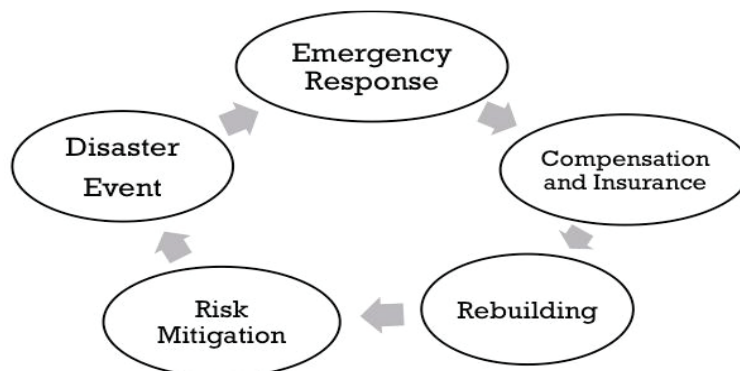 Emergency
Response
Disaster
Event
Compensation
and Insurance
Risk
Mitigation
Rebuilding